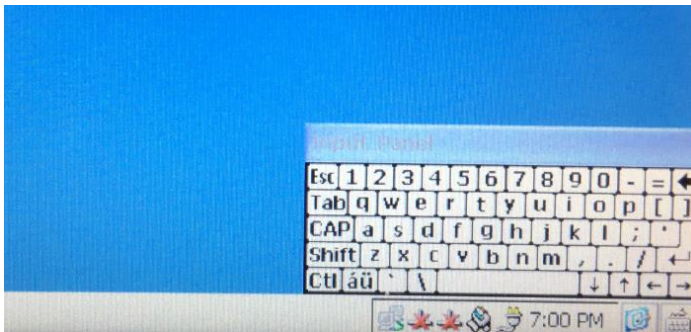 Input Panel
Esc 1 2 3 4 5 6 7 8 9 0 - =
Tab q w e r t y u i o p [ ]
CAP a s d f g h j k l ; '
Shift z x c v b n m , . /
Ctl áü ` \
7:00 PM